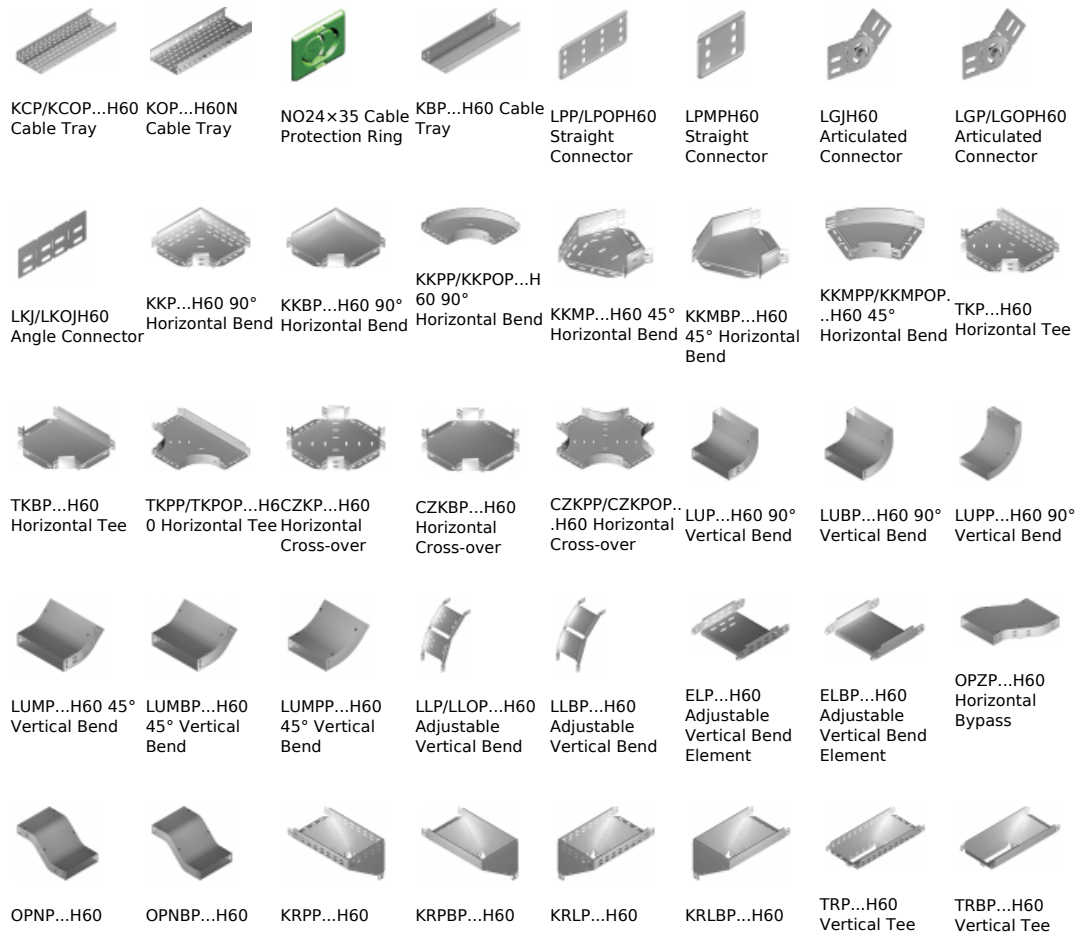 KCP/KCOP...H60
Cable Tray
KOP...H60N
Cable Tray
NO24×35 Cable
Protection Ring
KBP...H60 Cable
Tray
LPP/LPOPH60
Straight
Connector
LPMPH60
Straight
Connector
LGJH60
Articulated
Connector
LGP/LGOPH60
Articulated
Connector
LKJ/LKOJH60
Angle Connector
KKP...H60 90°
Horizontal Bend
KKBP...H60 90°
Horizontal Bend
KKPP/KKPOP...H
60 90°
Horizontal Bend
KKMP...H60 45°
Horizontal Bend
KKMBP...H60
45° Horizontal
Bend
KKMPP/KKMPOP.
..H60 45°
Horizontal Bend
TKP...H60
Horizontal Tee
TKBP...H60
Horizontal Tee
TKPP/TKPOP...H6
0 Horizontal Tee
CZKP...H60
Horizontal
Cross-over
CZKBP...H60
Horizontal
Cross-over
CZKPP/CZKPOP..
.H60 Horizontal
Cross-over
LUP...H60 90°
Vertical Bend
LUBP...H60 90°
Vertical Bend
LUPP...H60 90°
Vertical Bend
LUMP...H60 45°
Vertical Bend
LUMBP...H60
45° Vertical
Bend
LUMPP...H60
45° Vertical
Bend
LLP/LLOP...H60
Adjustable
Vertical Bend
LLBP...H60
Adjustable
Vertical Bend
ELP...H60
Adjustable
Vertical Bend
Element
ELBP...H60
Adjustable
Vertical Bend
Element
OPZP...H60
Horizontal
Bypass
OPNP...H60
OPNBP...H60
KRPP...H60
KRPBP...H60
KRLP...H60
KRLBP...H60
TRP...H60
Vertical Tee
TRBP...H60
Vertical Tee